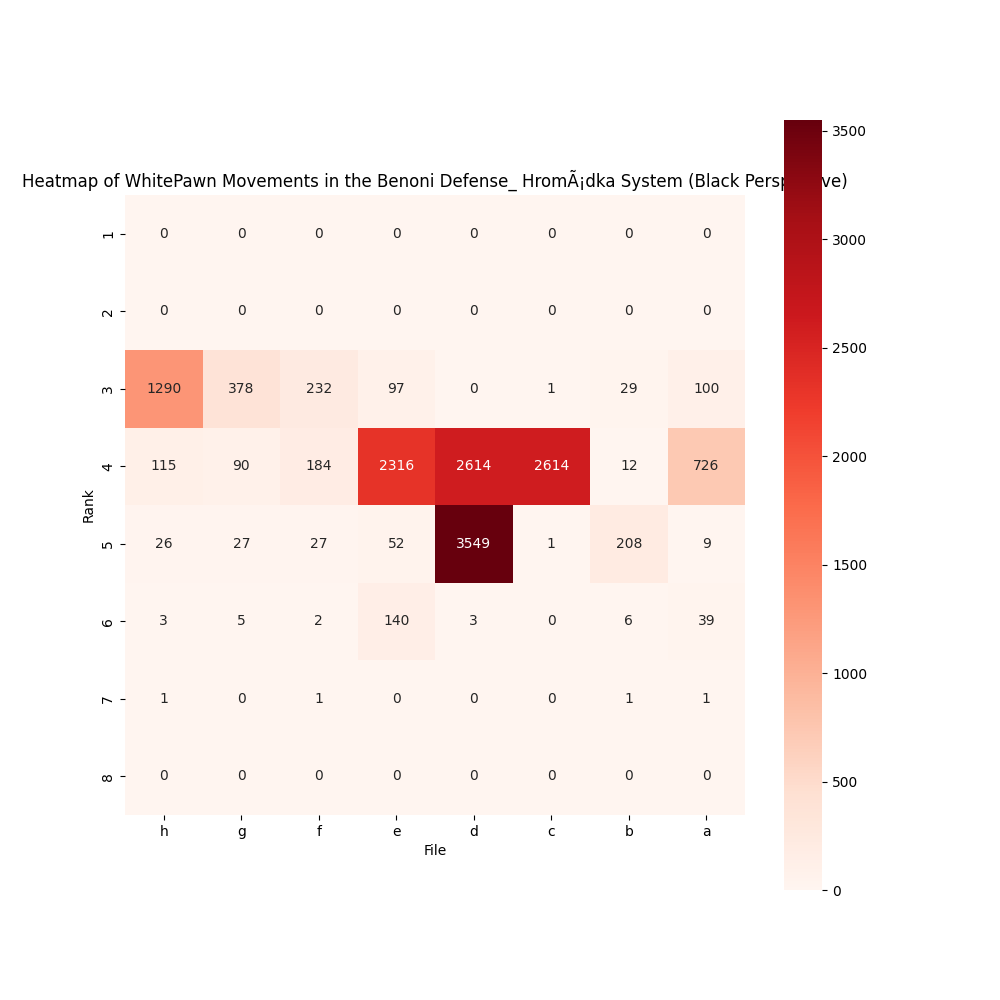 Heatmap of WhitePawn Movements in the Benoni Defense_ HromÃ¡dka System (Black Perspective)
1 0 0 0 0 0 0 0 0
2 0 0 0 0 0 0 0 0
3 1290 378 232 97 0 1 29 100
4 115 90 184 2316 2614 2614 12 726
5 26 27 27 52 3549 1 208 9
6 3 5 2 140 3 0 6 39
7 1 0 1 0 0 0 1 1
8 0 0 0 0 0 0 0 0
h g f e d c b a
File
Rank
3500
3000
2500
2000
1500
1000
500
0